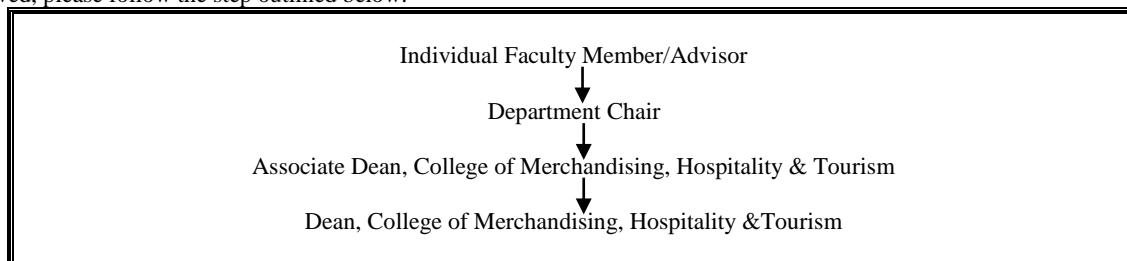 please follow the step outlined below.
Individual Faculty Member/Advisor
Department Chair
Associate Dean, College of Merchandising, Hospitality & Tourism
Dean, College of Merchandising, Hospitality &Tourism